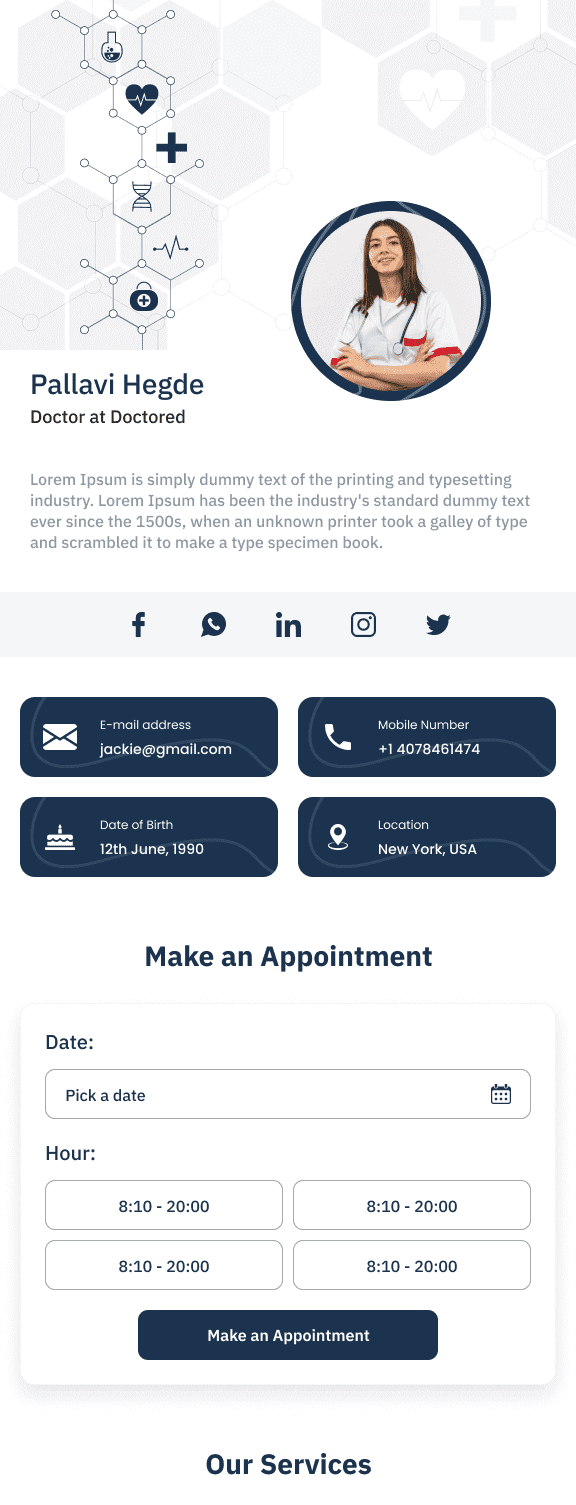 Pallavi Hegde
Doctor at Doctored
Lorem Ipsum is simply dummy text of the printing and typesetting
industry. Lorem Ipsum has been the industry's standard dummy text
ever since the 1500s, when an unknown printer took a galley of type
and scrambled it to make a type specimen book.
E-mail address
jackie@gmail.com
Mobile Number
+1 4078461474
Date of Birth
12th June, 1990
Location
New York, USA
Make an Appointment
Date:
Pick a date
Hour:
8:10 - 20:00
8:10 - 20:00
8:10 - 20:00
8:10 - 20:00
Make an Appointment
Our Services